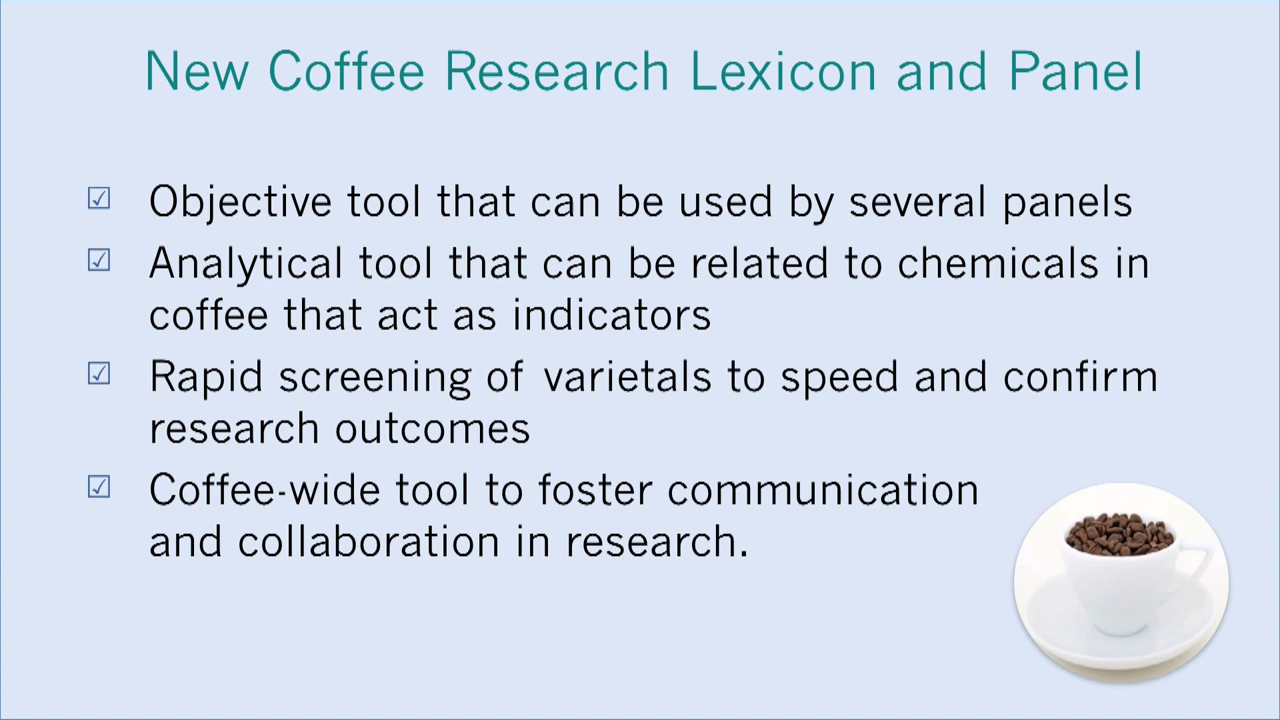 New Coffee Research Lexicon and Panel
☑ Objective tool that can be used by several panels
☑ Analytical tool that can be related to chemicals in
coffee that act as indicators
☑ Rapid screening of varietals to speed and confirm
research outcomes
☑ Coffee-wide tool to foster communication
and collaboration in research.